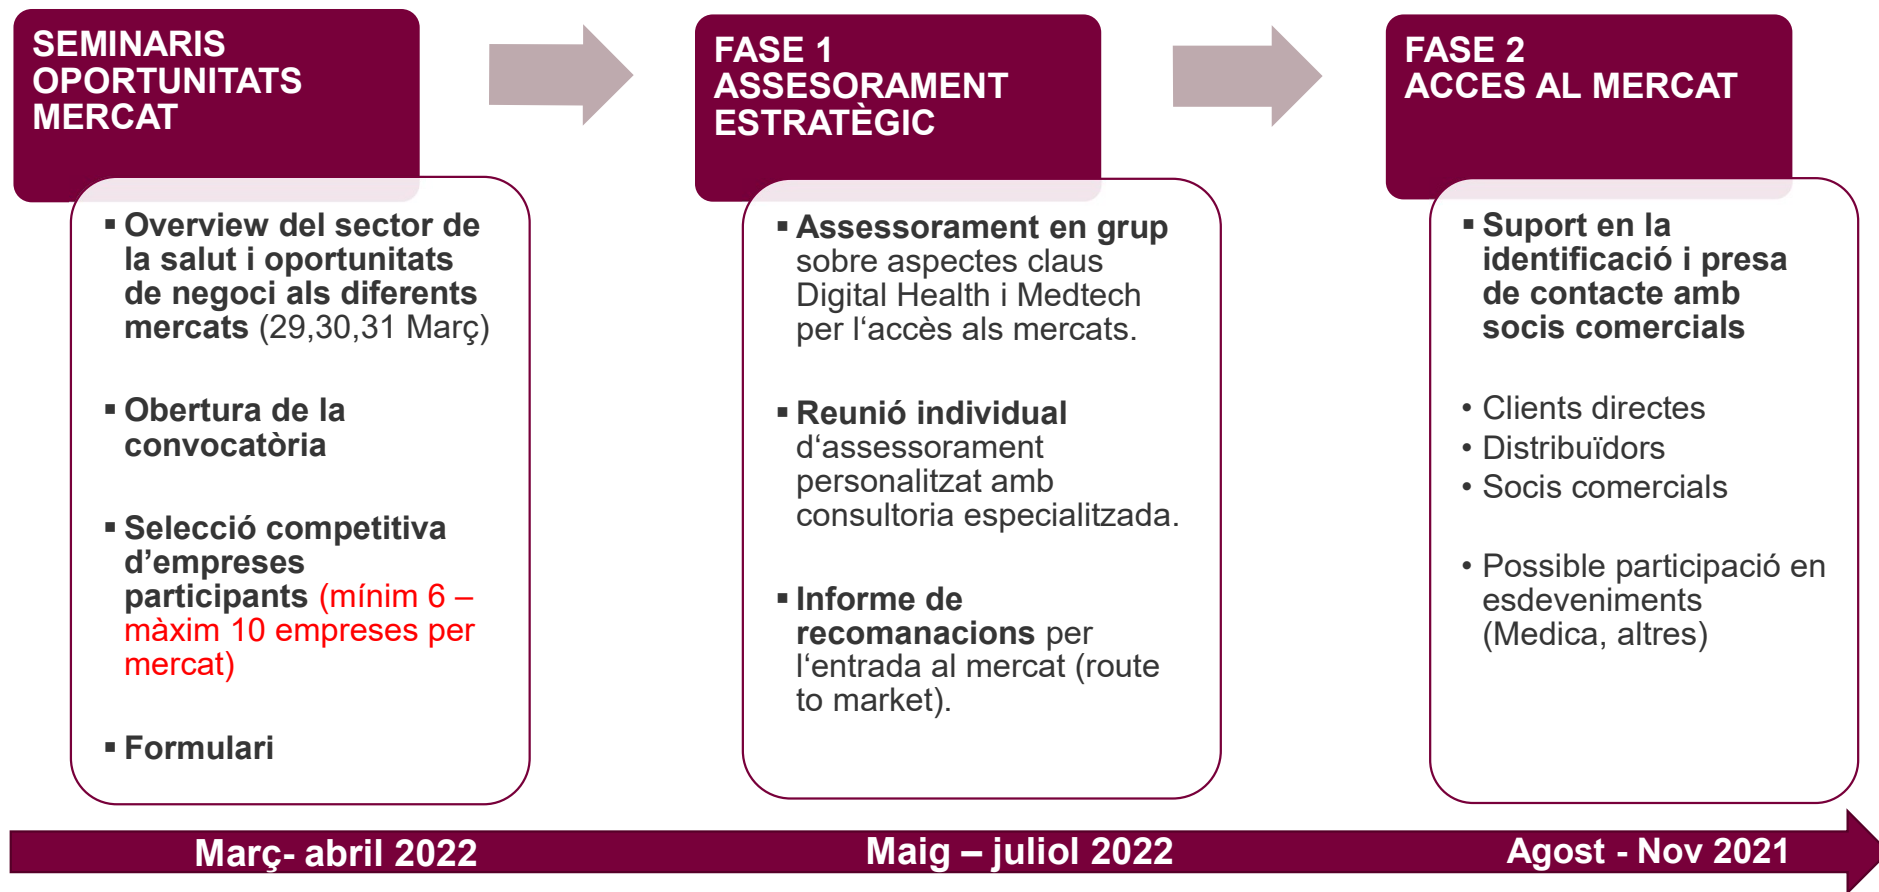 SEMINARIS
OPORTUNITATS
MERCAT
▪ Overview del sector de
la salut i oportunitats
de negoci als diferents
mercats (29,30,31 Març)
▪ Obertura de la
convocatòria
▪ Selecció competitiva
d’empreses
participants (mínim 6 –
màxim 10 empreses per
mercat)
▪ Formulari
FASE 1
ASSESORAMENT
ESTRATÈGIC
▪ Assessorament en grup
sobre aspectes claus
Digital Health i Medtech
per l‘accès als mercats.
▪ Reunió individual
d‘assessorament
personalitzat amb
consultoria especialitzada.
▪ Informe de
recomanacions per
l‘entrada al mercat (route
to market).
FASE 2
ACCES AL MERCAT
▪ Suport en la
identificació i presa
de contacte amb
socis comercials
• Clients directes
• Distribuïdors
• Socis comercials
• Possible participació en
esdeveniments
(Medica, altres)
Març- abril 2022
Maig – juliol 2022
Agost - Nov 2021